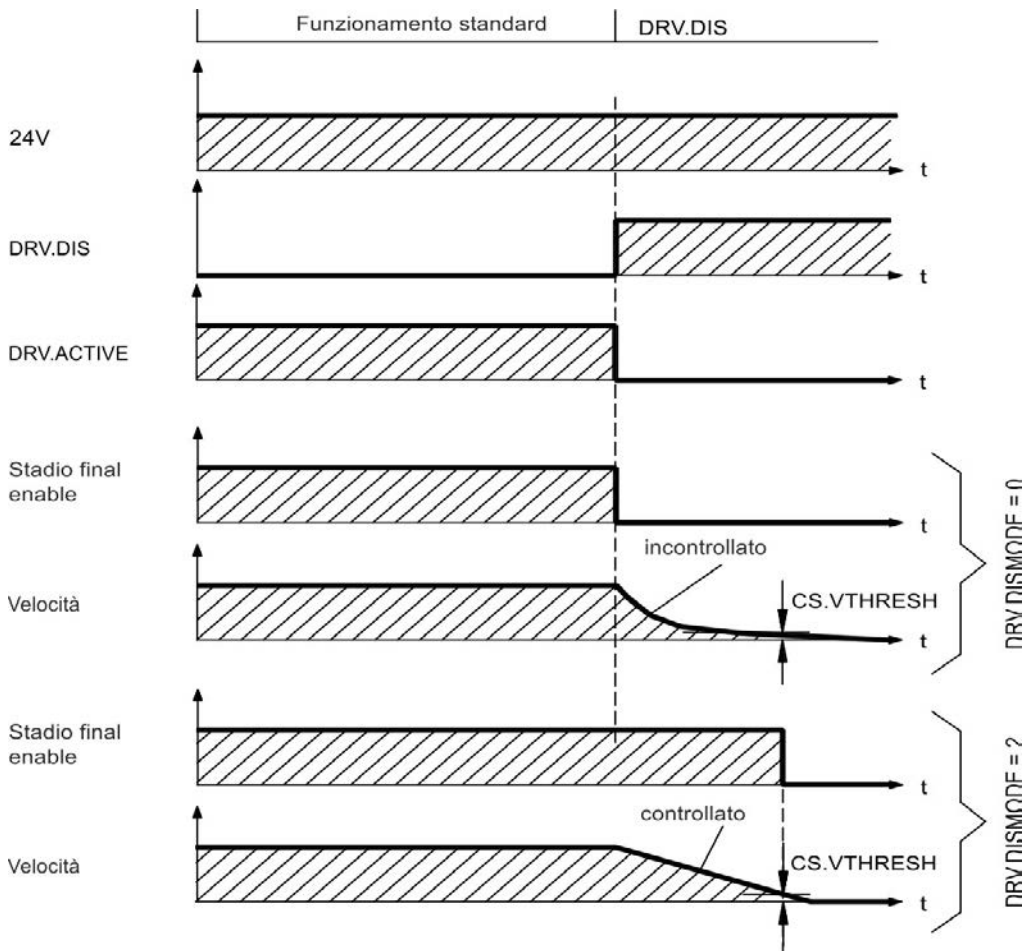 Funzionamento standard
DRV.DIS
24V
t
DRV.DIS
t
DRV.ACTIVE
t
Stadio final
enable
t
incontrollato
Velocità
CS.VTHRESH
t
DRV.DISMODE = 0
Stadio final
enable
t
controllato
Velocità
CS.VTHRESH
t
DRV.DISMODE = 2